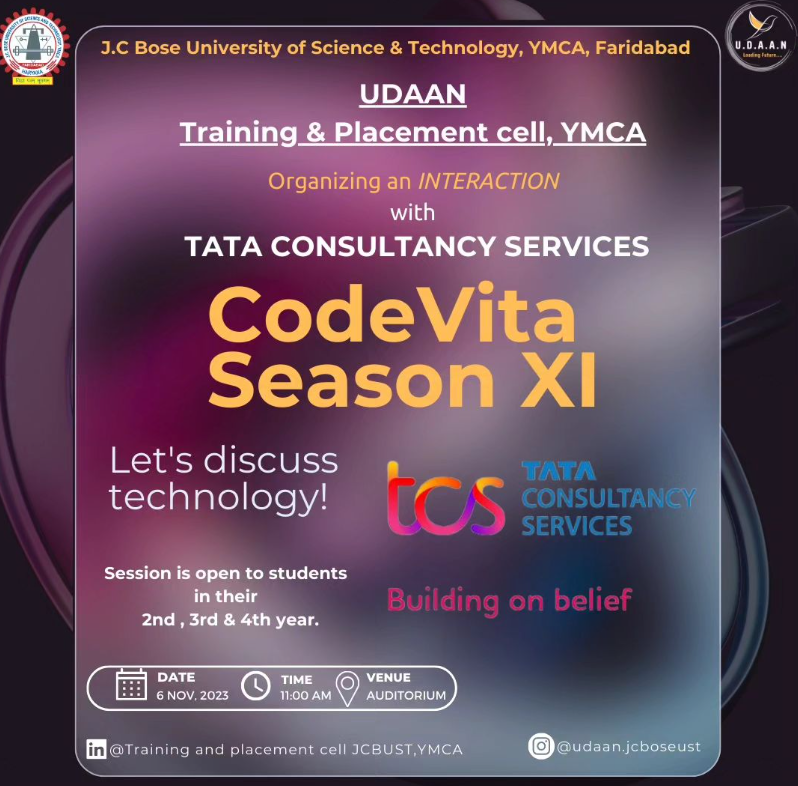 J.C Bose University of Science & Technology, YMCA, Faridabad
U.D.A.A.N
Leading Future....
UDAAN
Training & Placement cell, YMCA
Organizing an INTERACTION
with
TATA CONSULTANCY SERVICES
CodeVita
Season XI
Let's discuss
technology!
tcs
TATA
CONSULTANCY
SERVICES
Building on belief
Session is open to students
in their
2nd , 3rd & 4th year.
DATE
6 NOV, 2023
TIME
11:00 AM
VENUE
AUDITORIUM
in @Training and placement cell JCBUST,YMCA
@udaan.jcboseust